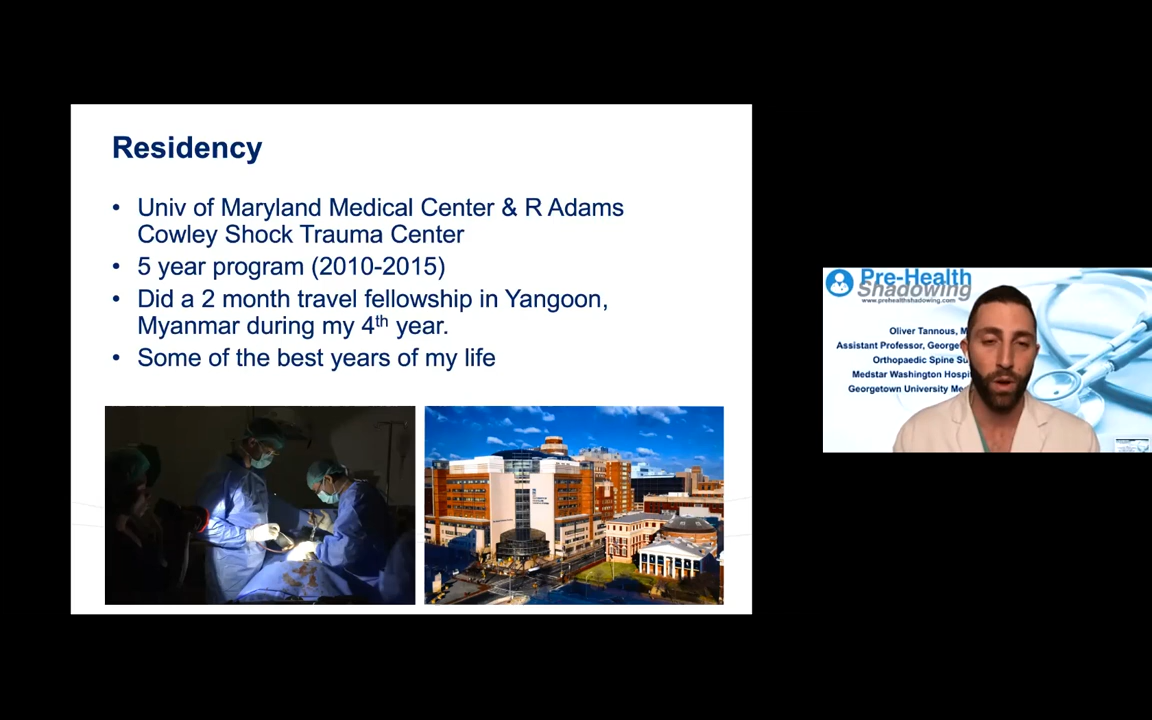 Residency
• Univ of Maryland Medical Center & R Adams
Cowley Shock Trauma Center
• 5 year program (2010-2015)
• Did a 2 month travel fellowship in Yangoon,
Myanmar during my 4th year.
• Some of the best years of my life
Pre-Health
Shadowing
www.prehealthshadowing.com
Oliver Tannous, M
Assistant Professor, George
Orthopaedic Spine Su
Medstar Washington Hospi
Georgetown University Me